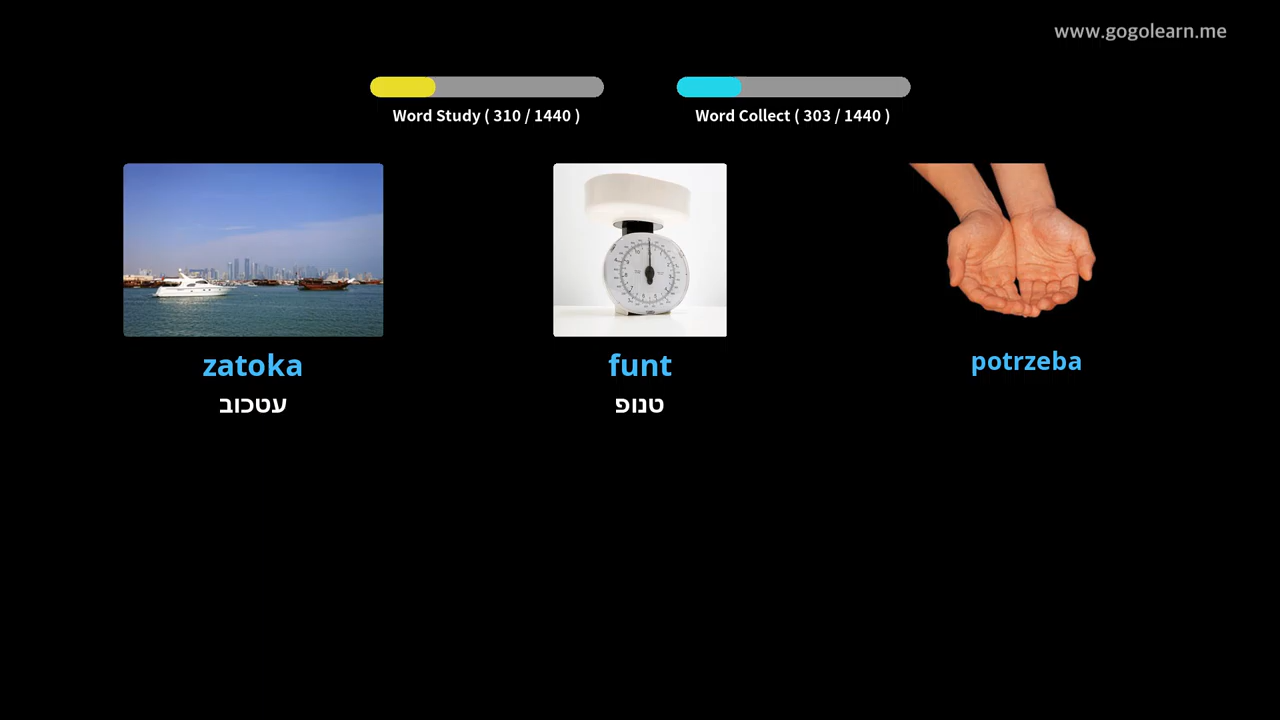 www.gogolearn.me
Word Study ( 310 / 1440 )
Word Collect ( 303 / 1440 )
zatoka
עטכוב
funt
טנופ
potrzeba